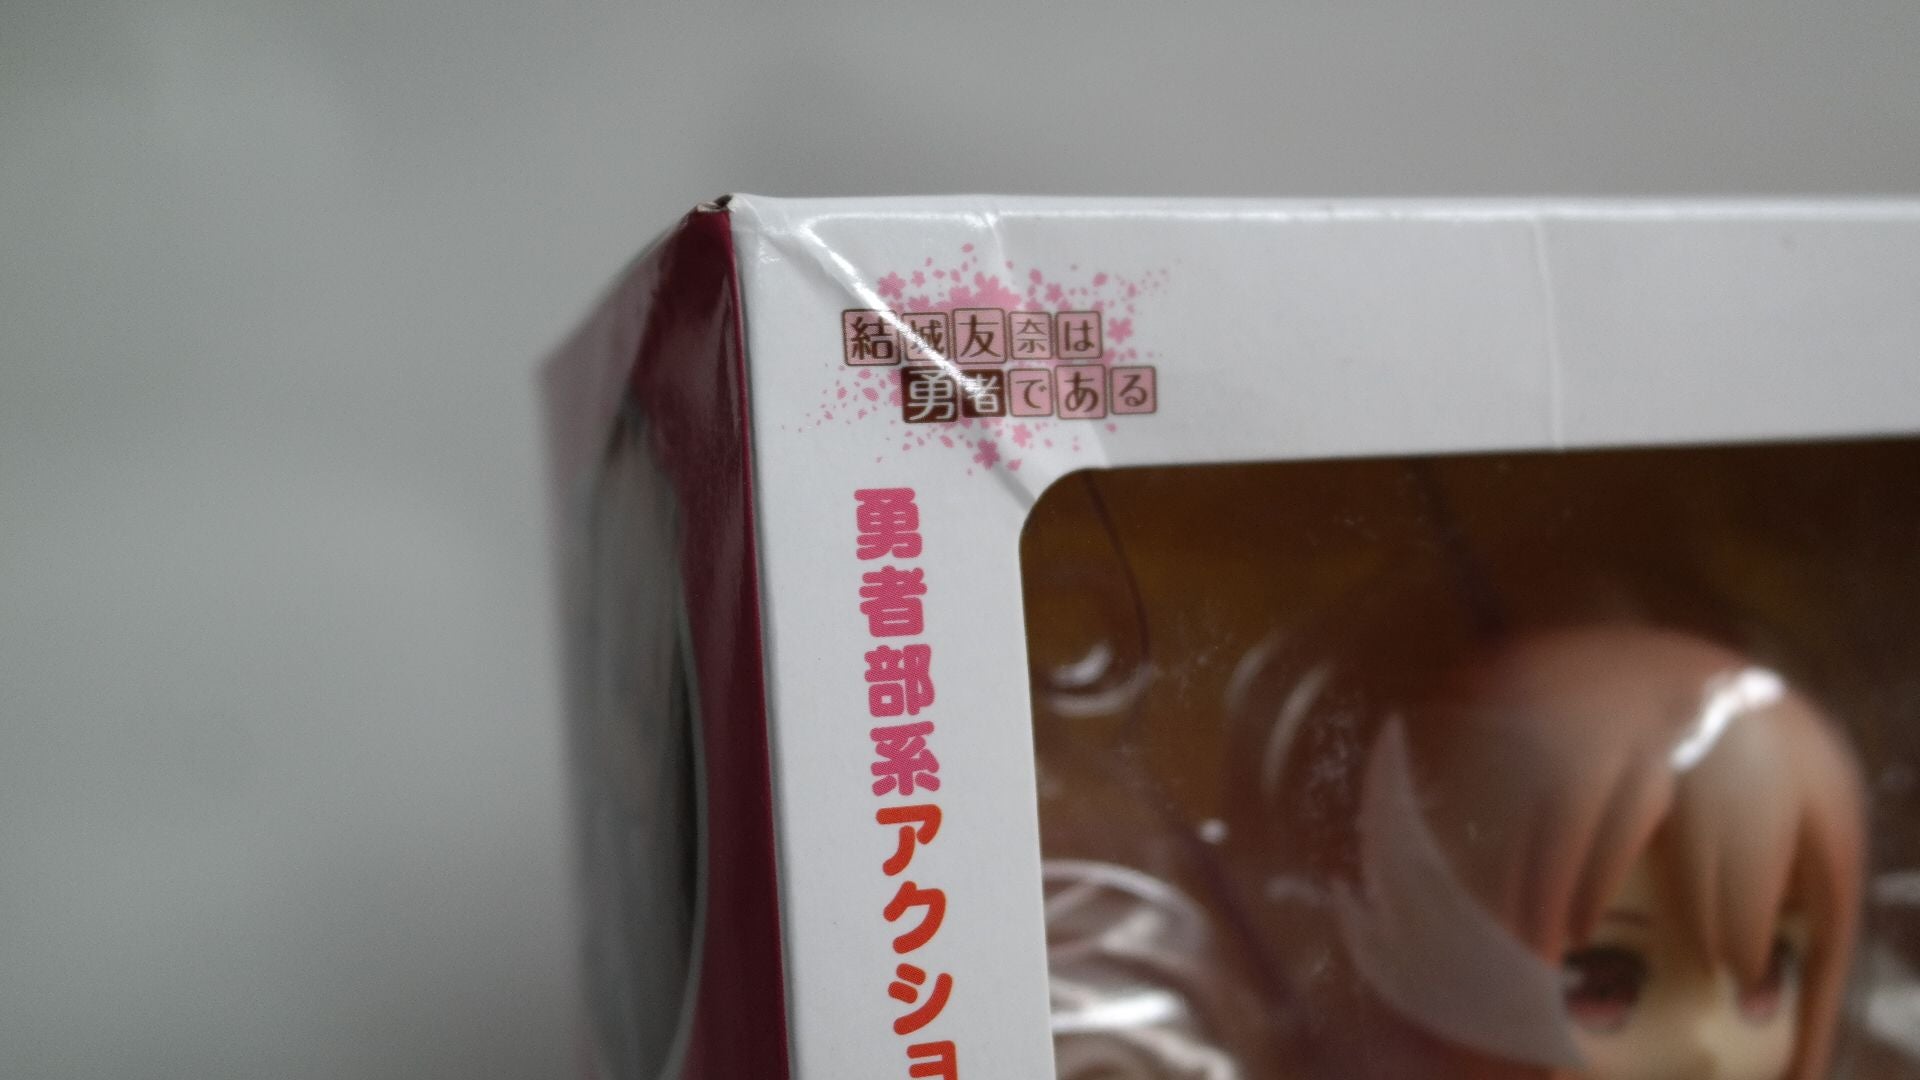 結城友奈は
勇者である
勇者部系アクショ